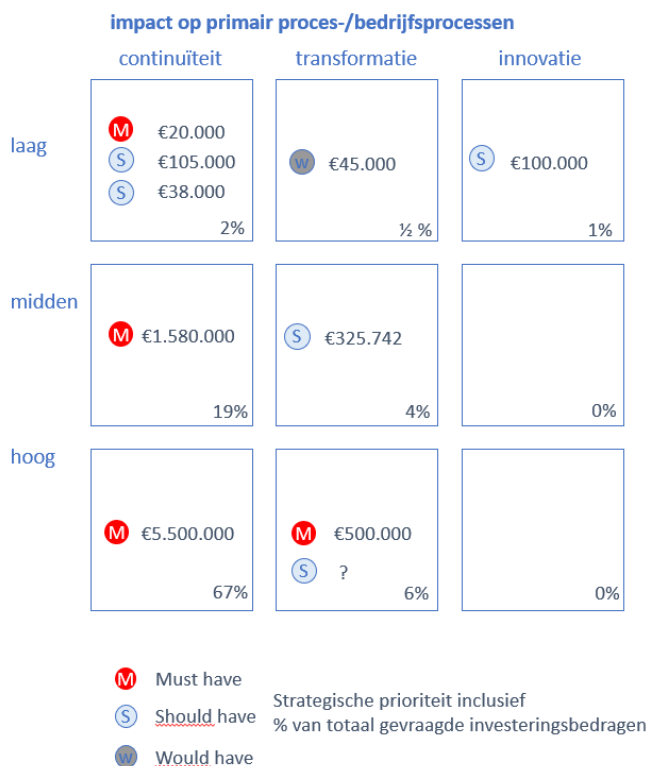 impact op primair proces-/bedrijfsprocessen
continuïteit transformatie innovatie
laag
M €20.000
S €105.000
S €38.000
2%
w €45.000
½ %
S €100.000
1%
midden
M €1.580.000
19%
S €325.742
4%
0%
hoog
M €5.500.000
67%
M €500.000
S ?
6%
0%
M Must have
S Should have
w Would have
Strategische prioriteit inclusief
% van totaal gevraagde investeringsbedragen